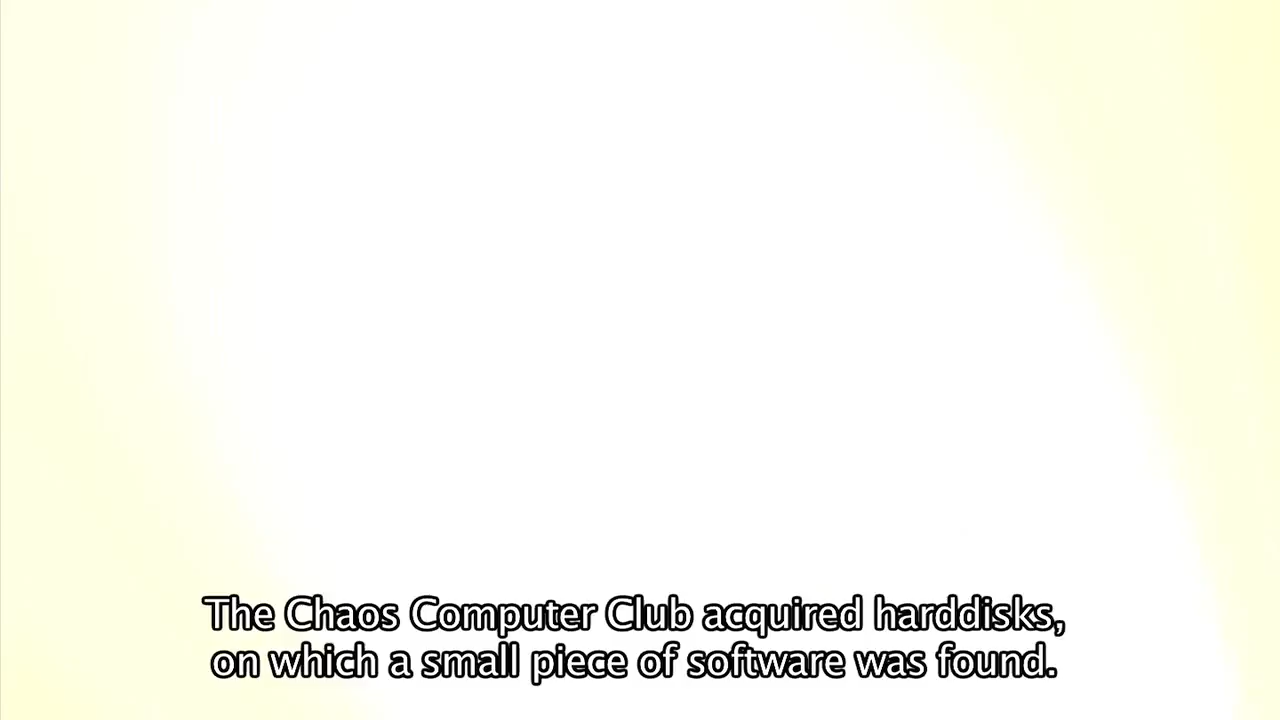 The Chaos Computer Club acquired harddisks,
on which a small piece of software was found.